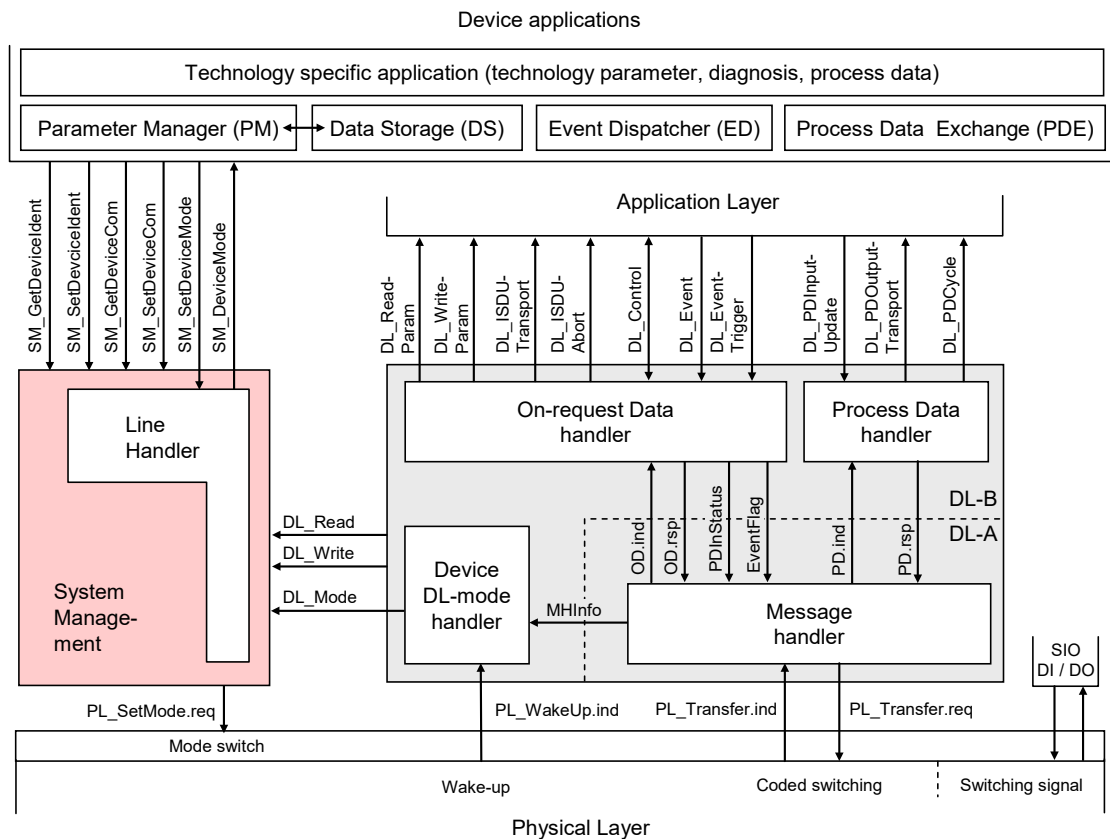 Device applications
Technology specific application (technology parameter, diagnosis, process data)
Parameter Manager (PM)
Data Storage (DS)
Event Dispatcher (ED)
Process Data Exchange (PDE)
SM_GetDeviceIdent
SM_SetDevciceIdent
SM_GetDeviceCom
SM_SetDeviceCom
SM_SetDeviceMode
SM_DeviceMode
Application Layer
DL_Read-
Param
DL_Write-
Param
DL_ISDU-
Transport
DL_ISDU-
Abort
DL_Control
DL_Event
DL_Event-
Trigger
DL_PDInput-
Update
DL_PDOutput-
Transport
DL_PDCycle
Line
Handler
On-request Data
handler
Process Data
handler
DL-B
DL-A
OD.ind
OD.rsp
PDInStatus
EventFlag
PD.ind
PD.rsp
DL_Read
DL_Write
DL_Mode
System
Manage-
ment
Device
DL-mode
handler
MHInfo
Message
handler
SIO
DI / DO
PL_SetMode.req
PL_WakeUp.ind
PL_Transfer.ind
PL_Transfer.req
Mode switch
Wake-up
Coded switching
Switching signal
Physical Layer